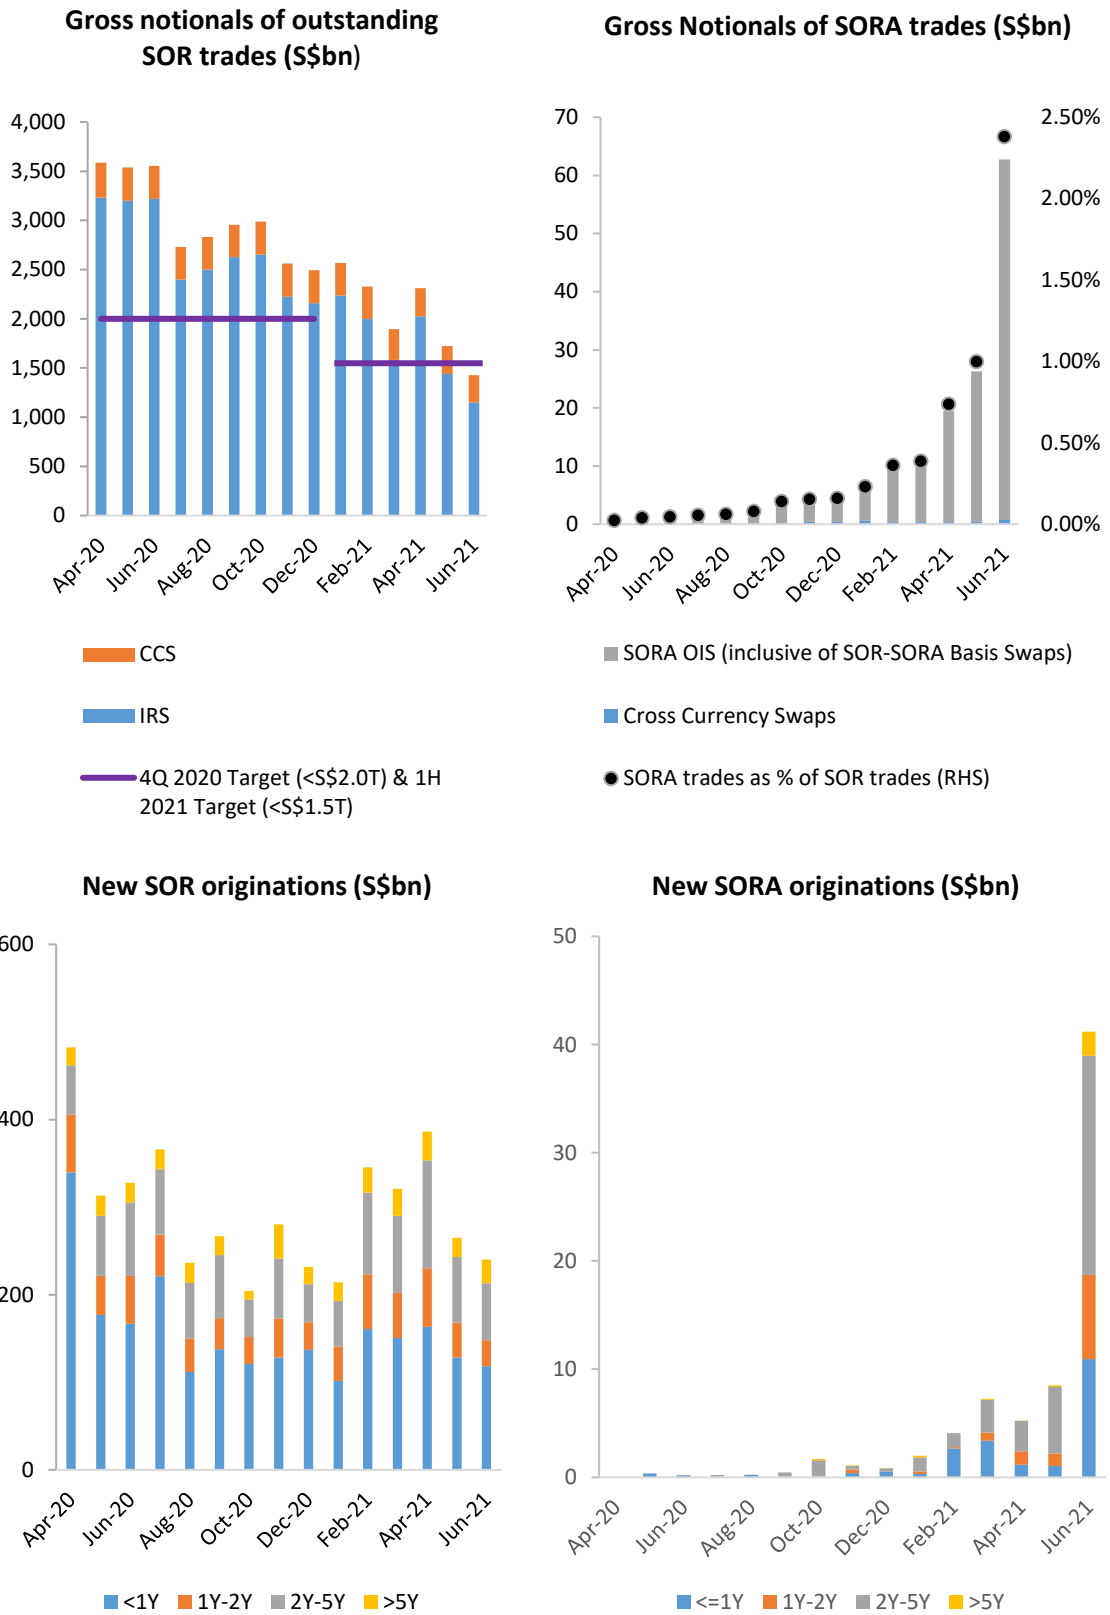 Gross notionals of outstanding
SOR trades (S$bn)
4,000
3,500
3,000
2,500
2,000
1,500
1,000
500
0
Apr-20
Jun-20
Aug-20
Oct-20
Dec-20
Feb-21
Apr-21
Jun-21
CCS
IRS
4Q 2020 Target (<S$2.0T) & 1H
2021 Target (<S$1.5T)
Gross Notionals of SORA trades (S$bn)
70
60
50
40
30
20
10
0
2.50%
2.00%
1.50%
1.00%
0.50%
0.00%
Apr-20
Jun-20
Aug-20
Oct-20
Dec-20
Feb-21
Apr-21
Jun-21
SORA OIS (inclusive of SOR-SORA Basis Swaps)
Cross Currency Swaps
SORA trades as % of SOR trades (RHS)
New SOR originations (S$bn)
600
400
200
0
Apr-20
Jun-20
Aug-20
Oct-20
Dec-20
Feb-21
Apr-21
Jun-21
<1Y 1Y-2Y 2Y-5Y >5Y
New SORA originations (S$bn)
50
40
30
20
10
0
Apr-20
Jun-20
Aug-20
Oct-20
Dec-20
Feb-21
Apr-21
Jun-21
<=1Y 1Y-2Y 2Y-5Y >5Y